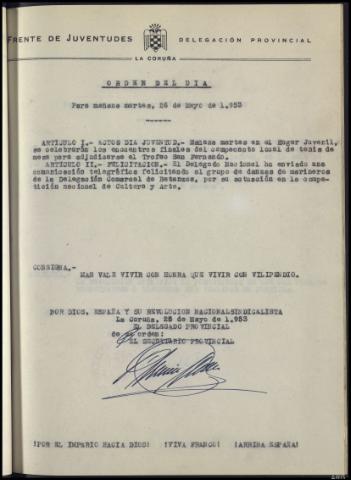 FRENTE DE JUVENTUDES DELEGACIÓN PROVINCIAL
LA CORUÑA
ORDEN DEL DIA
Para mañana martes, 26 de Mayo de 1.953
ARTICULO I.- ACTOS DIA JUVENTUD.- Mañana martes en el Hogar Juvenil,
se celebrarán los encuentros finales del campeonato local de tenis de
mesa para adjudicarse el Trofeo San Fernando.
ARTICULO II.- FELICITACION.- El Delegado Nacional ha enviado una
comunicación telegráfica felicitando al grupo de danzas de marineros
de la Delegación Comarcal de Betanzos, por su actuación en la compe-
tición nacional de Cultura y Arte.
CONSIGNA.-
MAS VALE VIVIR CON HONRA QUE VIVIR CON VILIPENDIO.
POR DIOS, ESPAÑA Y SU REVOLUCION NACIONALSINDICALISTA
La Coruña, 25 de Mayo de 1.953
EL DELEGADO PROVINCIAL
de orden:
EL SECRETARIO PROVINCIAL
¡POR EL IMPERIO HACIA DIOS! ¡VIVA FRANCO! ¡ARRIBA ESPAÑA!